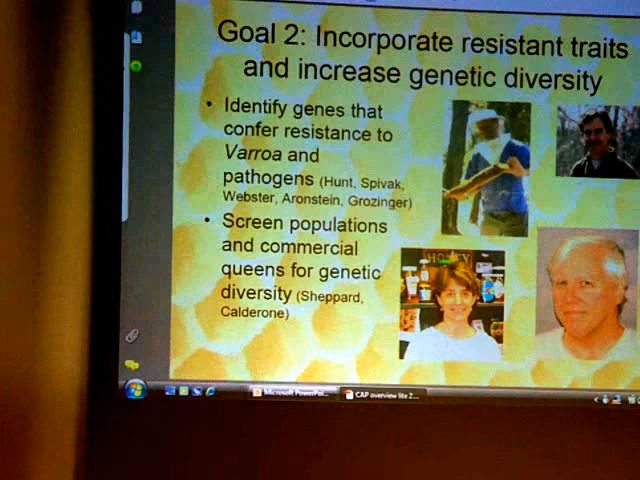 Goal 2: Incorporate resistant traits
and increase genetic diversity
• Identify genes that
confer resistance to
Varroa and
pathogens (Hunt, Spivak,
Webster, Aronstein, Grozinger)
• Screen populations
and commercial
queens for genetic
diversity (Sheppard,
Calderone)
HONEY
Microsoft PowerPoi...
CAP overview lite 2...